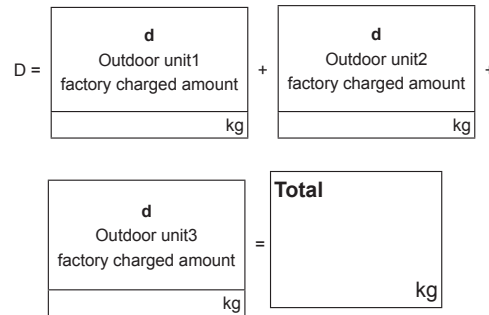 D =
d
Outdoor unit1
factory charged amount
kg
+
d
Outdoor unit2
factory charged amount
kg
+
d
Outdoor unit3
factory charged amount
kg
=
Total
kg